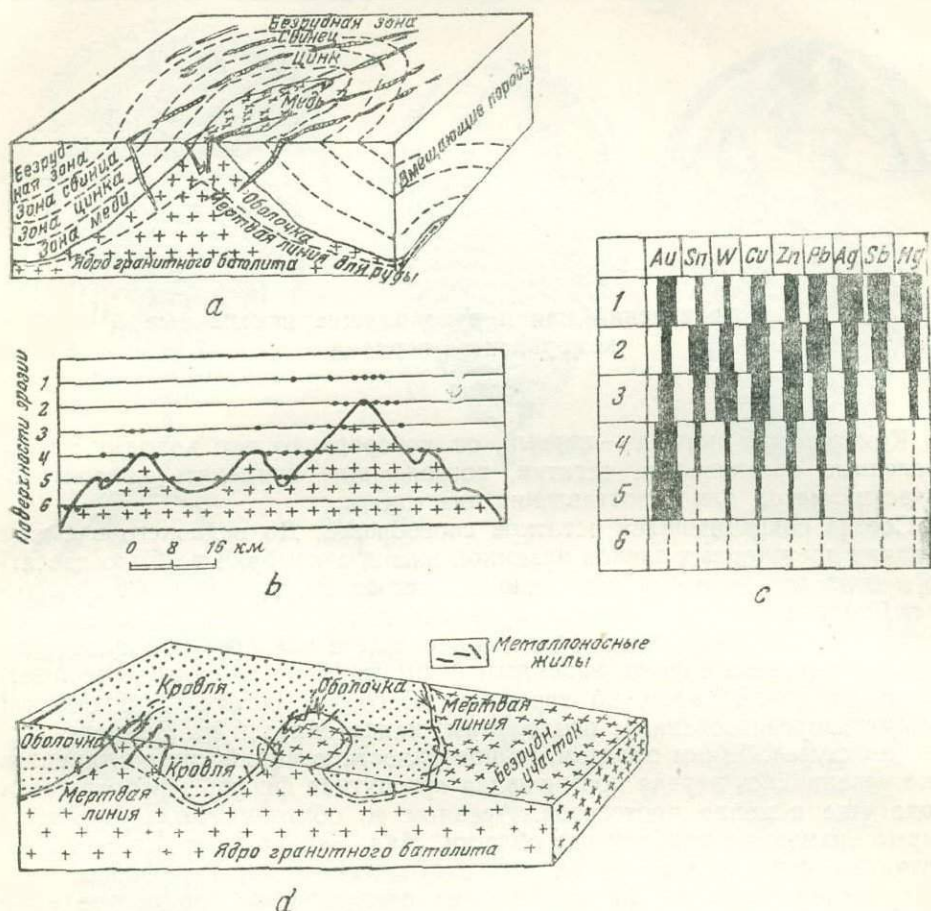 Безрудная зона
Свинец
Цинк
Медь
Вмещающие породы
Безруд-
ная зона
Зона свинца
Зона цинка
Зона меди
Оболочка
Мертвая линия для руды
Ядро гранитного батолита
а
Поверхности эрозии
1
2
3
4
5
6
0 8 16 км
b
Au Sn W Cu Zn Pb Ag Sb Hg
1
2
3
4
5
6
c
Металлоносные
жилы
Кровля
Оболочка
Мертвая
линия
Безрудн.
участок
Оболочка
Кровля
Мертвая
линия
Ядро гранитного батолита
d